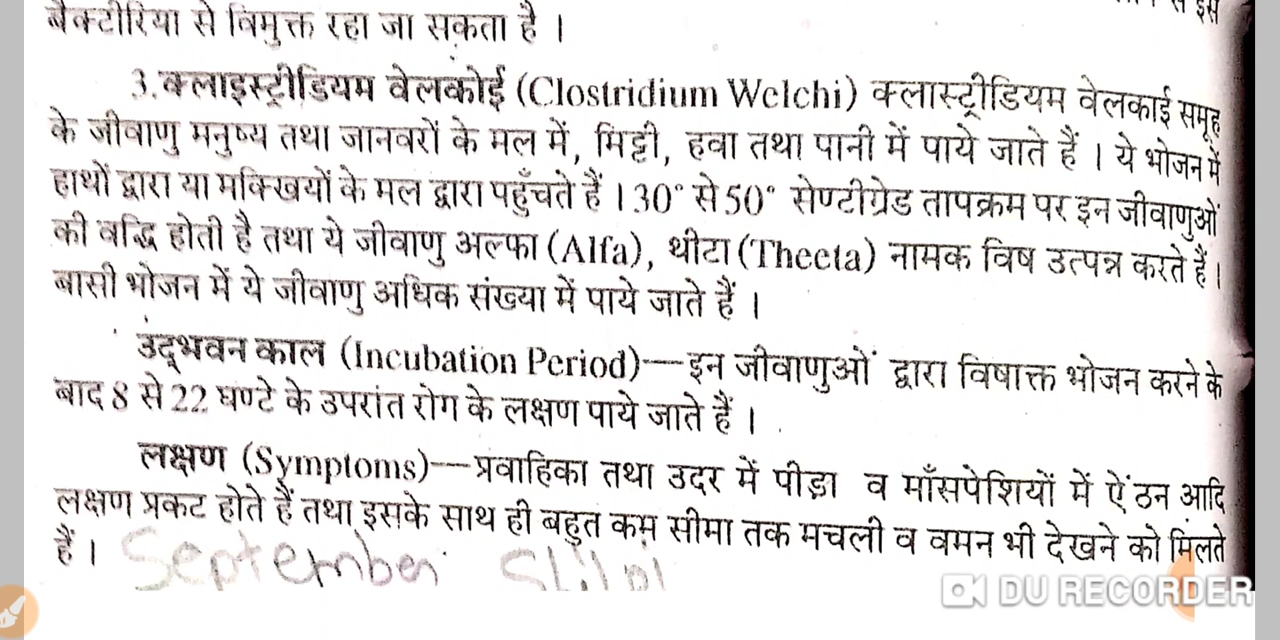 से इस
बैक्टीरिया से विमुक्त रहा जा सकता है ।
3.क्लाइस्ट्रीडियम वेलकोई (Clostridium Welchi) क्लास्ट्रीडियम वेलकाई समूह
के जीवाणु मनुष्य तथा जानवरों के मल में, मिट्टी, हवा तथा पानी में पाये जाते हैं । ये भोजन में
हाथों द्वारा या मक्खियों के मल द्वारा पहुँचते हैं । 30° से 50° सेण्टीग्रेड तापक्रम पर इन जीवाणुओं
की वद्धि होती है तथा ये जीवाणु अल्फा (Alfa), थीटा (Theeta) नामक विष उत्पन्न करते हैं ।
बासी भोजन में ये जीवाणु अधिक संख्या में पाये जाते हैं ।
उद्भवन काल (Incubation Period)—इन जीवाणुओं द्वारा विषाक्त भोजन करने के
बाद 8 से 22 घण्टे के उपरांत रोग के लक्षण पाये जाते हैं ।
लक्षण (Symptoms)—प्रवाहिका तथा उदर में पीड़ा व माँसपेशियों में ऐंठन आदि
लक्षण प्रकट होते हैं तथा इसके साथ ही बहुत कम सीमा तक मचली व वमन भी देखने को मिलते
हैं । September
DU RECORDER